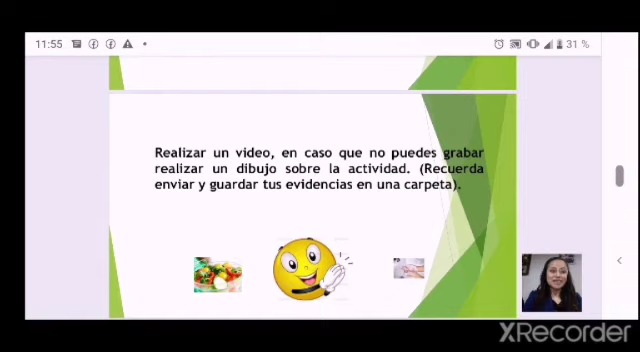 11:55
31 %
Realizar un video, en caso que no puedes grabar
realizar un dibujo sobre la actividad. (Recuerda
enviar y guardar tus evidencias en una carpeta).
XRecorder